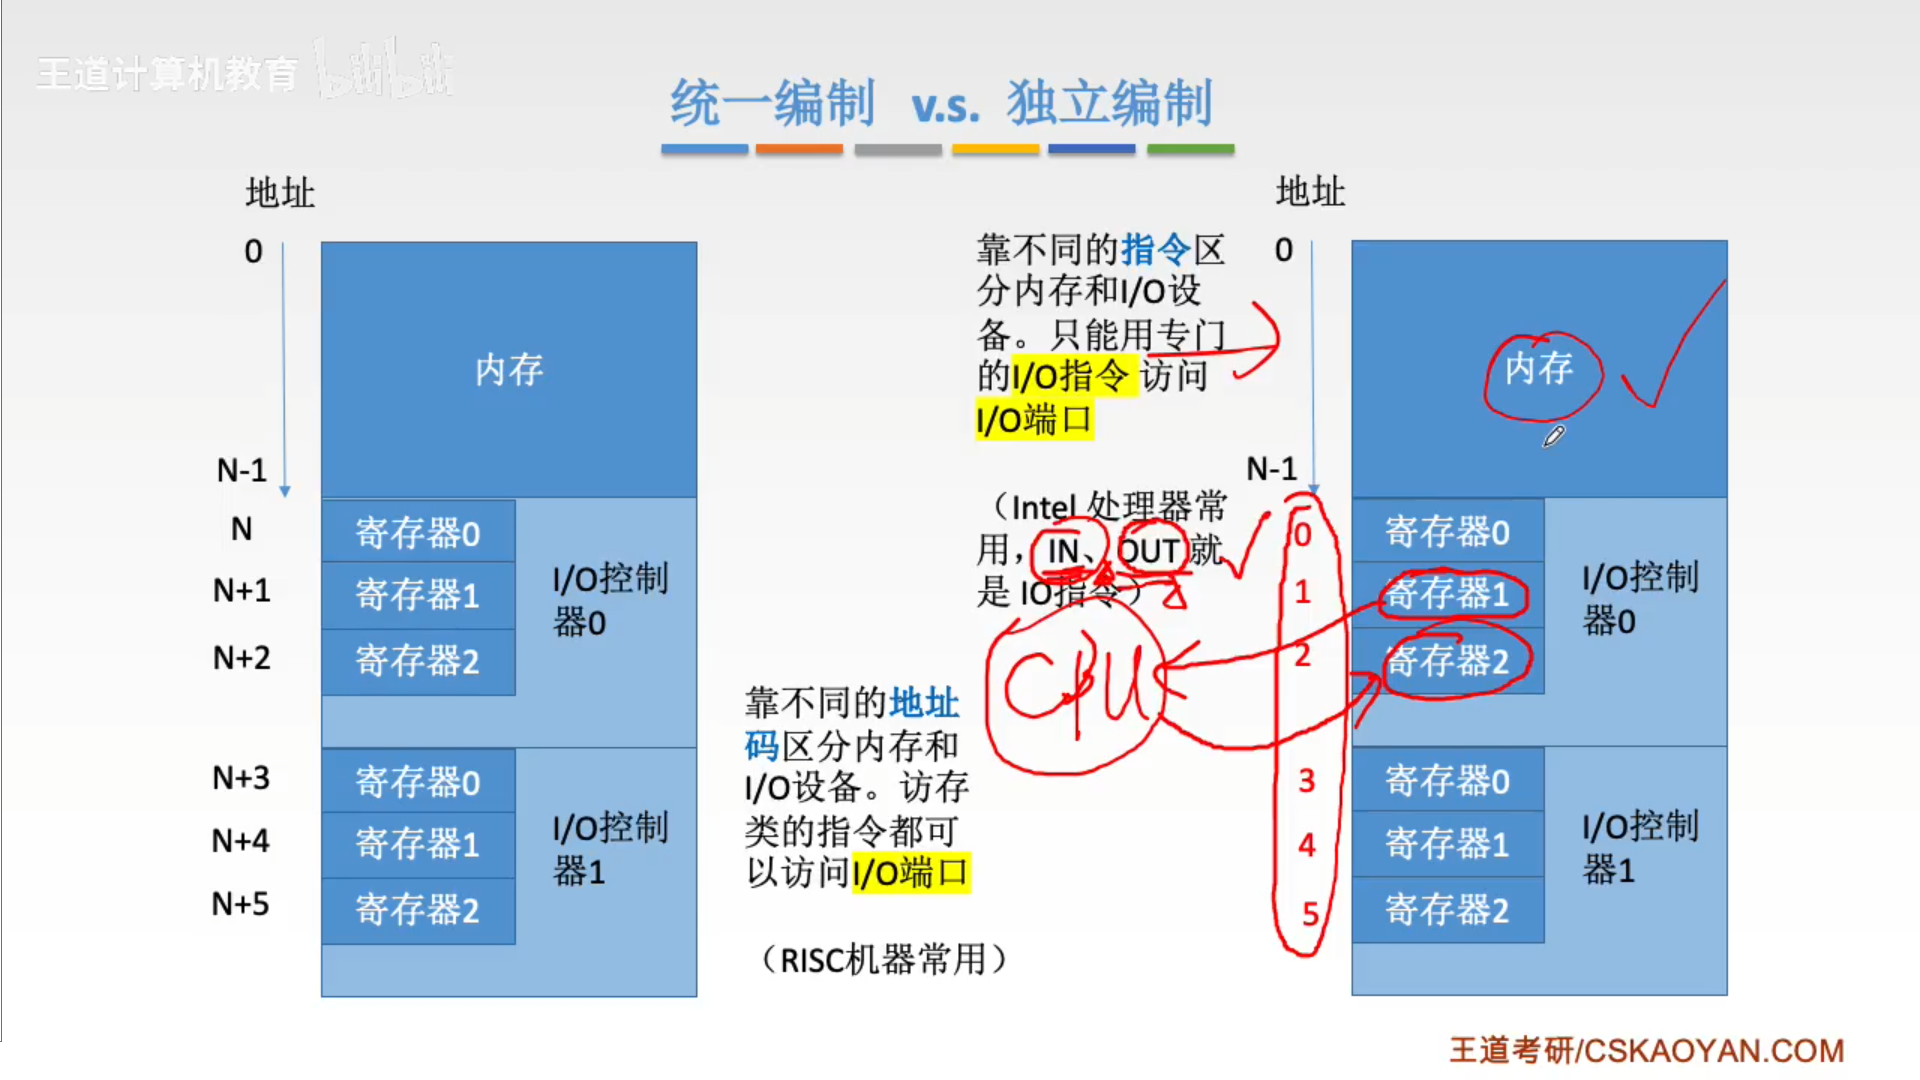 王道计算机教育 bilibili
统一编制 v.s. 独立编制
地址
0
内存
N-1
N
寄存器0
N+1
寄存器1
N+2
寄存器2
I/O控制
器0
N+3
寄存器0
N+4
寄存器1
N+5
寄存器2
I/O控制
器1
靠不同的地址
码区分内存和
I/O设备。访存
类的指令都可
以访问I/O端口
（RISC机器常用）
靠不同的指令区
分内存和I/O设
备。只能用专门
的I/O指令 访问
I/O端口
（Intel 处理器常
用，IN、OUT 就
是 IO指令）
CPU
地址
0
内存
N-1
0
寄存器0
1
寄存器1
2
寄存器2
I/O控制
器0
3
寄存器0
4
寄存器1
5
寄存器2
I/O控制
器1
王道考研/CSKAOYAN.COM